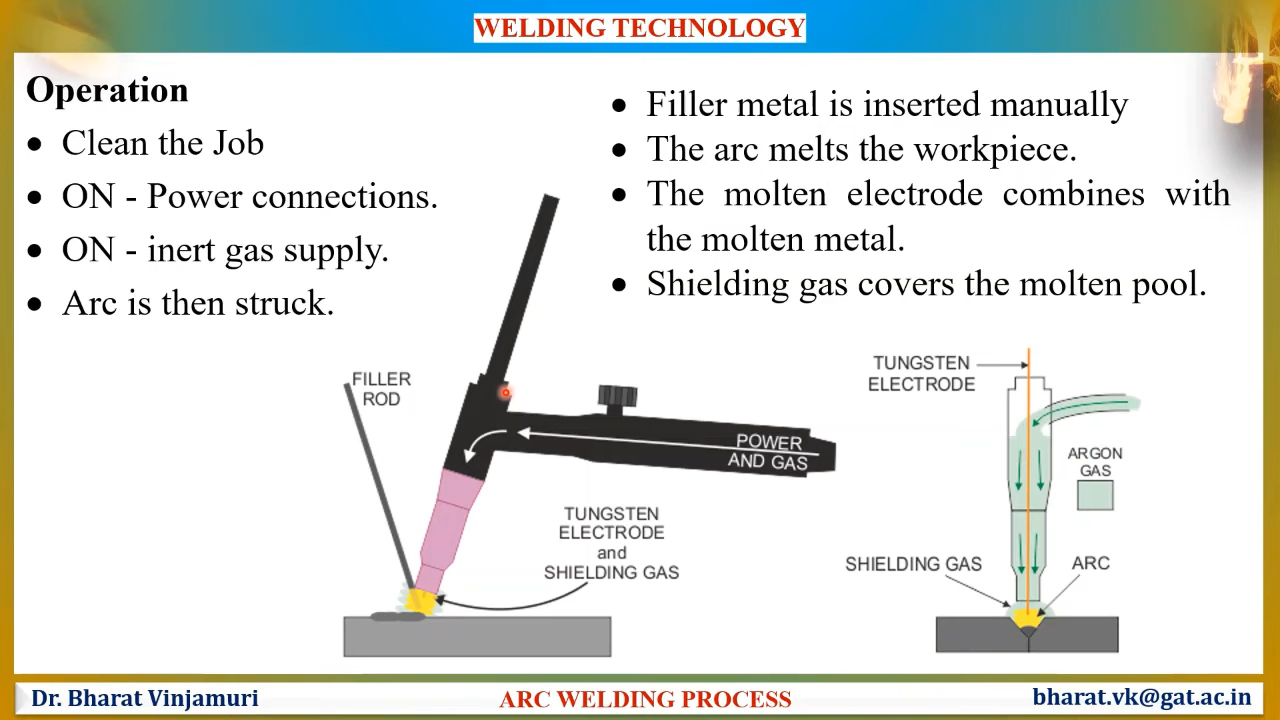 WELDING TECHNOLOGY
Operation
• Clean the Job
• ON - Power connections.
• ON - inert gas supply.
• Arc is then struck.
• Filler metal is inserted manually
• The arc melts the workpiece.
• The molten electrode combines with
the molten metal.
• Shielding gas covers the molten pool.
FILLER
ROD
POWER
AND GAS
TUNGSTEN
ELECTRODE
and
SHIELDING GAS
TUNGSTEN
ELECTRODE
ARGON
GAS
SHIELDING GAS
ARC
Dr. Bharat Vinjamuri
ARC WELDING PROCESS
bharat.vk@gat.ac.in